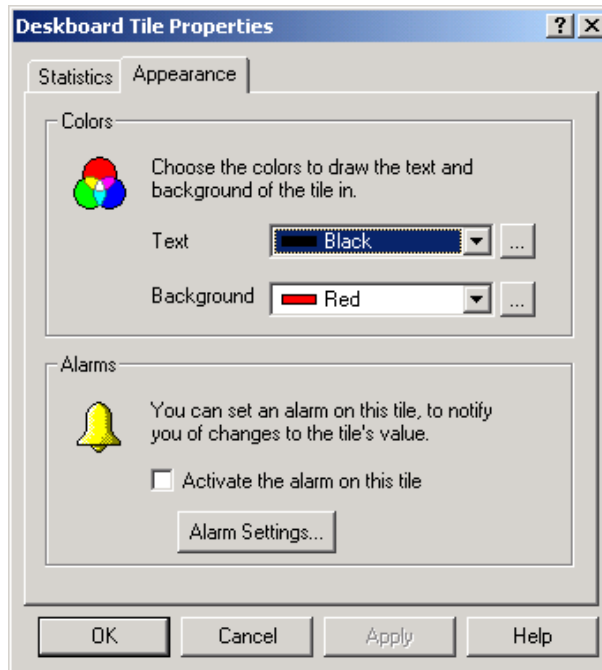 Deskboard Tile Properties
Statistics
Appearance
Colors
Choose the colors to draw the text and
background of the tile in.
Text
Black
...
Background
Red
...
Alarms
You can set an alarm on this tile, to notify
you of changes to the tile's value.
Activate the alarm on this tile
Alarm Settings...
OK
Cancel
Apply
Help